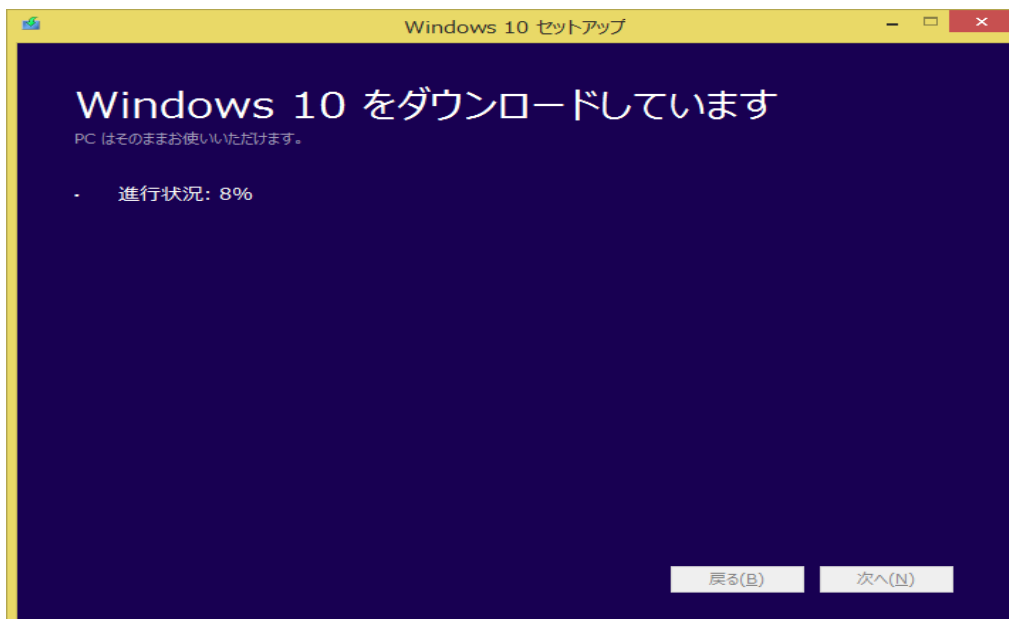 Windows 10 セットアップ
Windows 10 をダウンロードしています
PC はそのままお使いいただけます。
進行状況: 8%
戻る(B) 次へ(N)